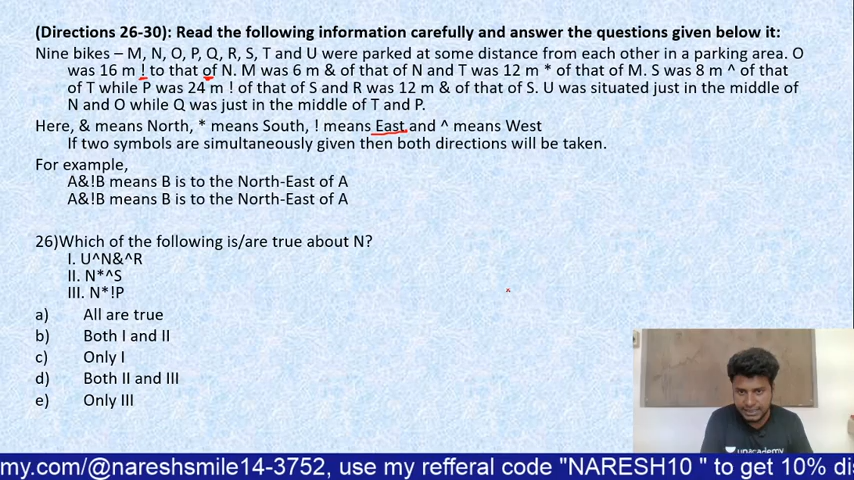 (Directions 26-30): Read the following information carefully and answer the questions given below it:
Nine bikes – M, N, O, P, Q, R, S, T and U were parked at some distance from each other in a parking area. O
was 16 m ! to that of N. M was 6 m & of that of N and T was 12 m * of that of M. S was 8 m ^ of that
of T while P was 24 m ! of that of S and R was 12 m & of that of S. U was situated just in the middle of
N and O while Q was just in the middle of T and P.
Here, & means North, * means South, ! means East and ^ means West
If two symbols are simultaneously given then both directions will be taken.
For example,
A&!B means B is to the North-East of A
A&!B means B is to the North-East of A
26)Which of the following is/are true about N?
I. U^N&^R
II. N*^S
III. N*!P
a) All are true
b) Both I and II
c) Only I
d) Both II and III
e) Only III
unacademy
my.com/@nareshsmile14-3752, use my refferal code "NARESH10 " to get 10% dis